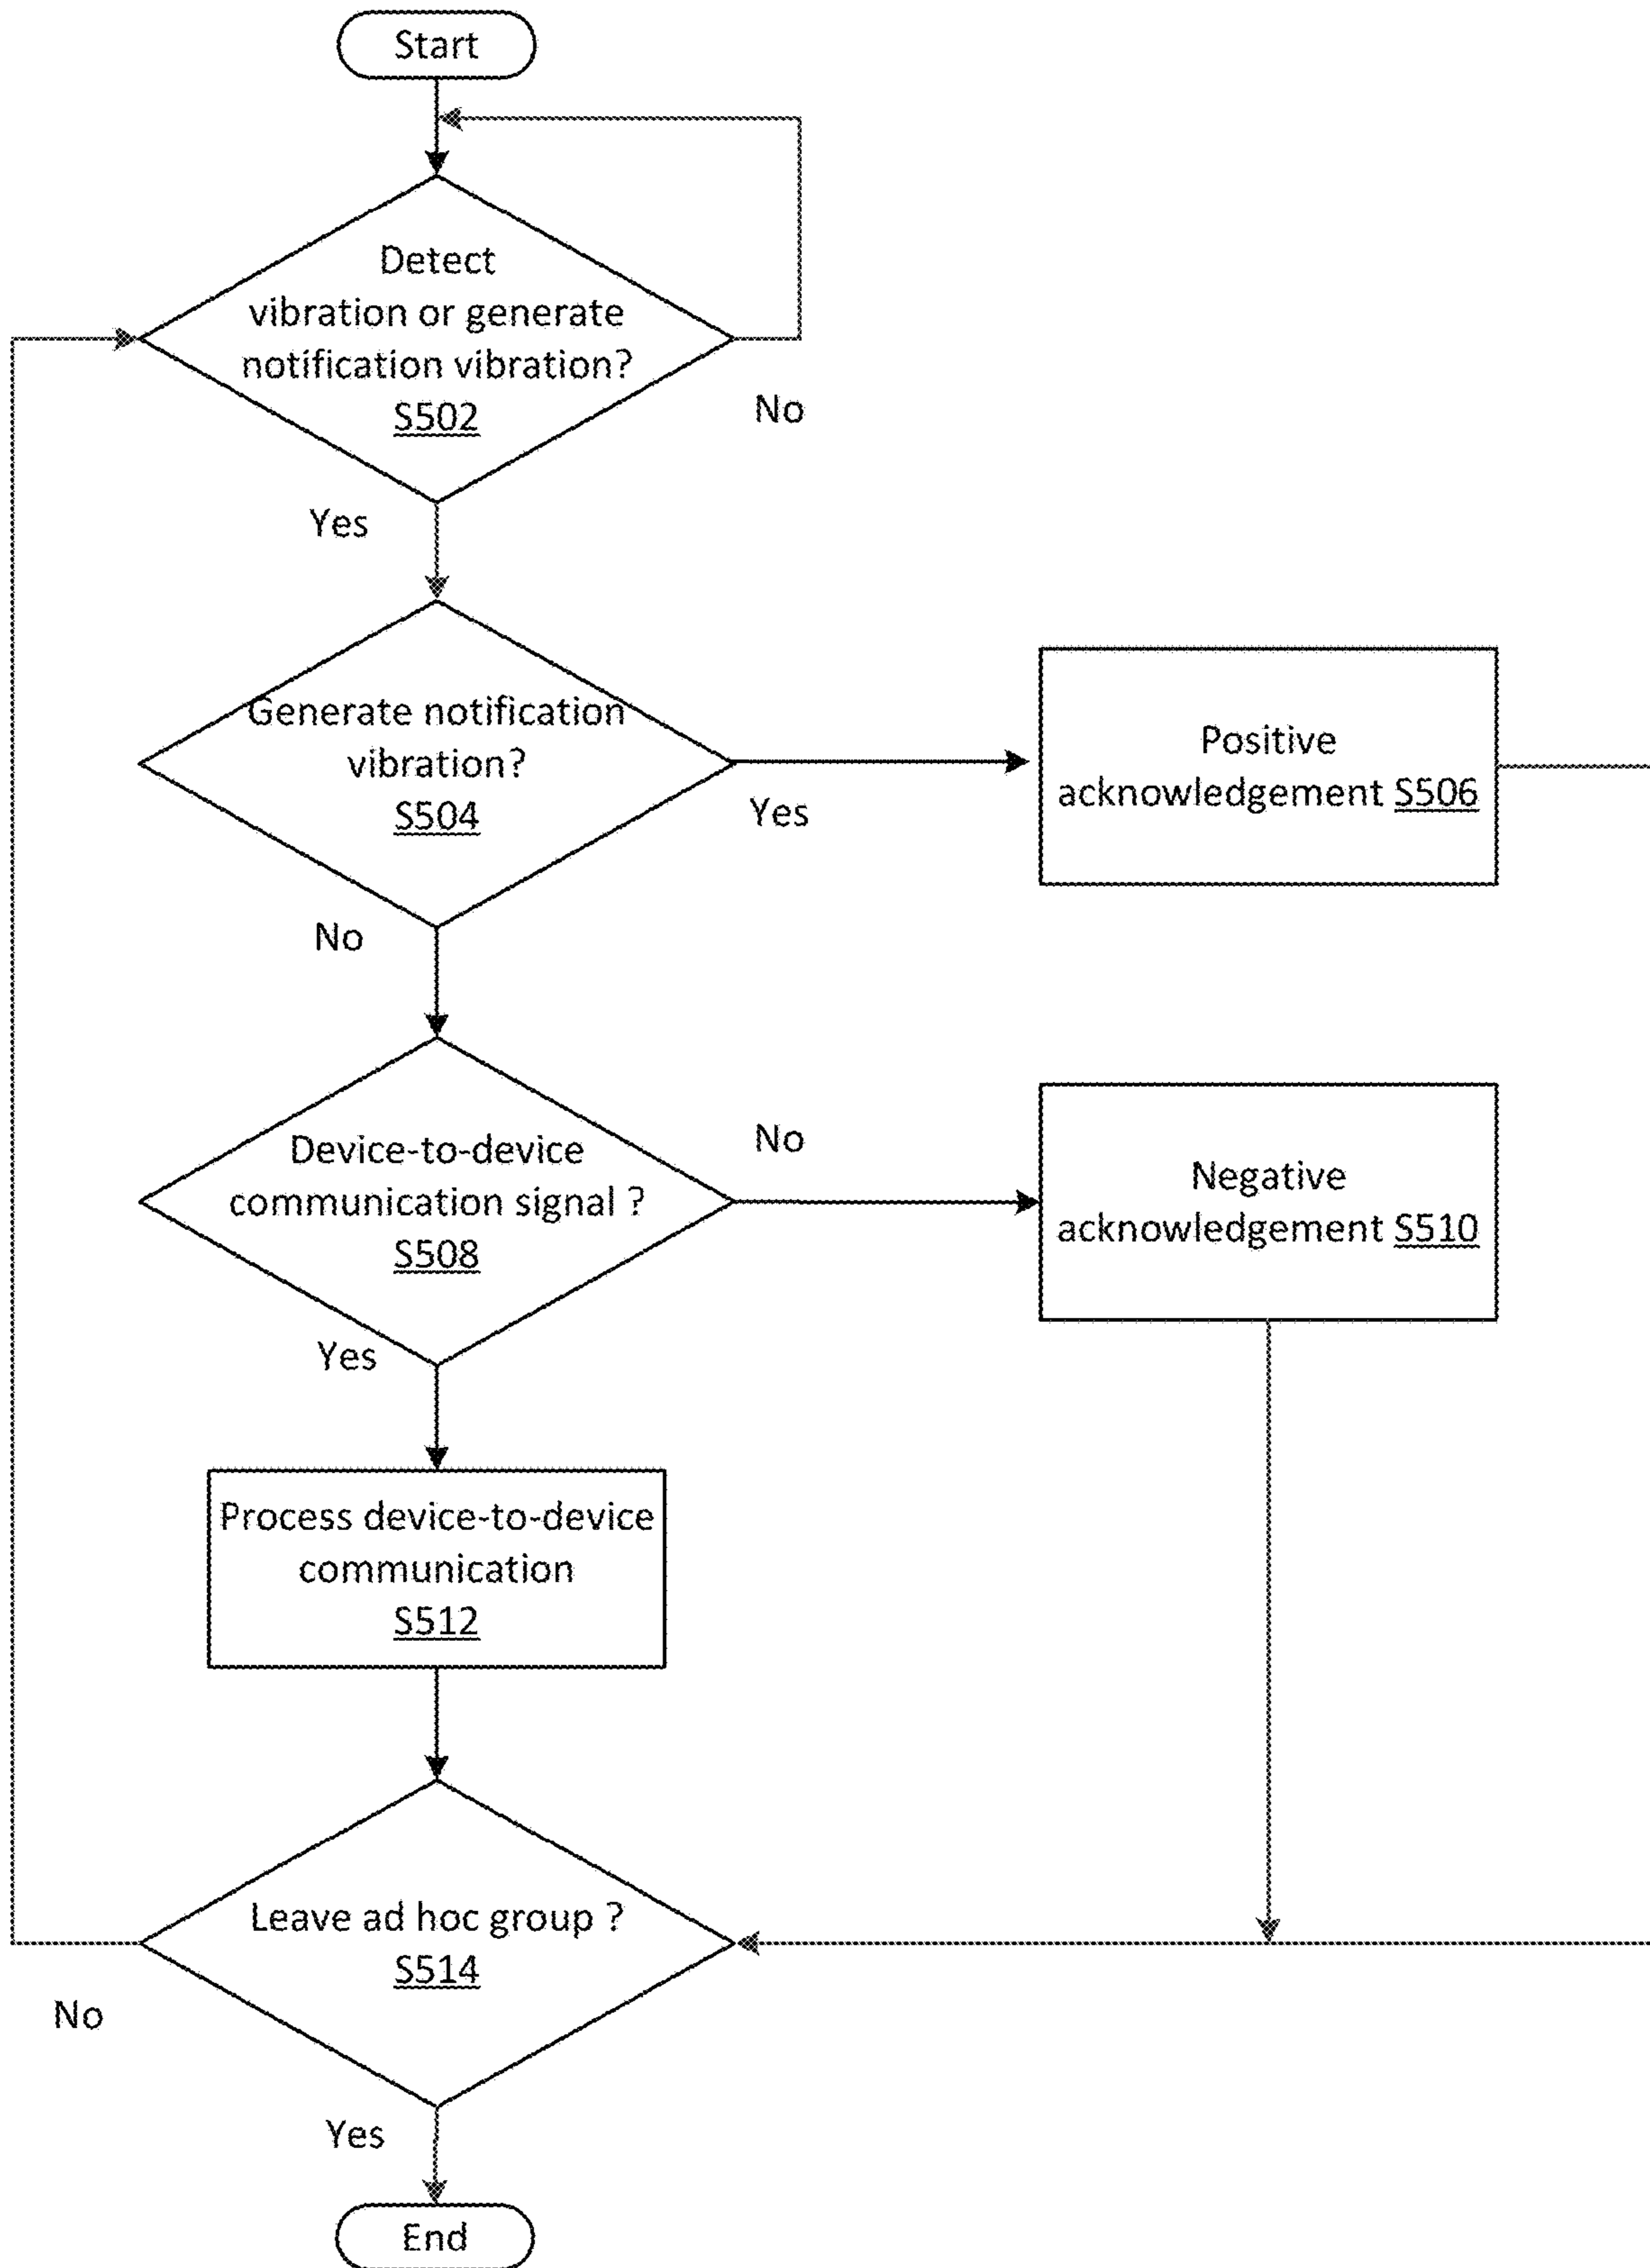 Start
Detect
vibration or generate
notification vibration?
S502
No
Yes
Generate notification
vibration?
S504
Yes
Positive
acknowledgement S506
No
Device-to-device
communication signal ?
S508
No
Negative
acknowledgement S510
Yes
Process device-to-device
communication
S512
Leave ad hoc group ?
S514
No
Yes
End